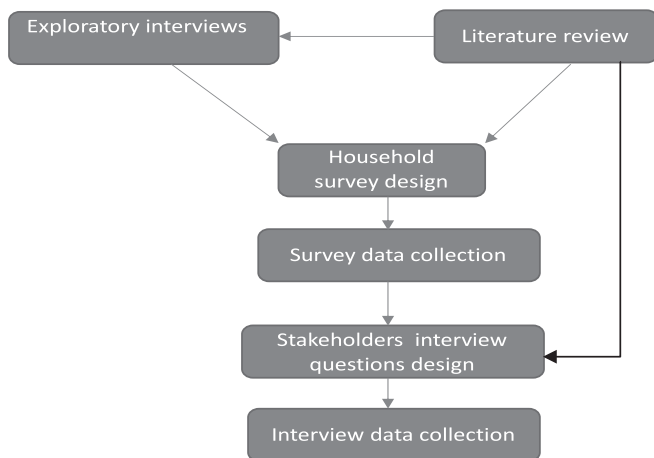 Exploratory interviews
Literature review
Household
survey design
Survey data collection
Stakeholders interview
questions design
Interview data collection